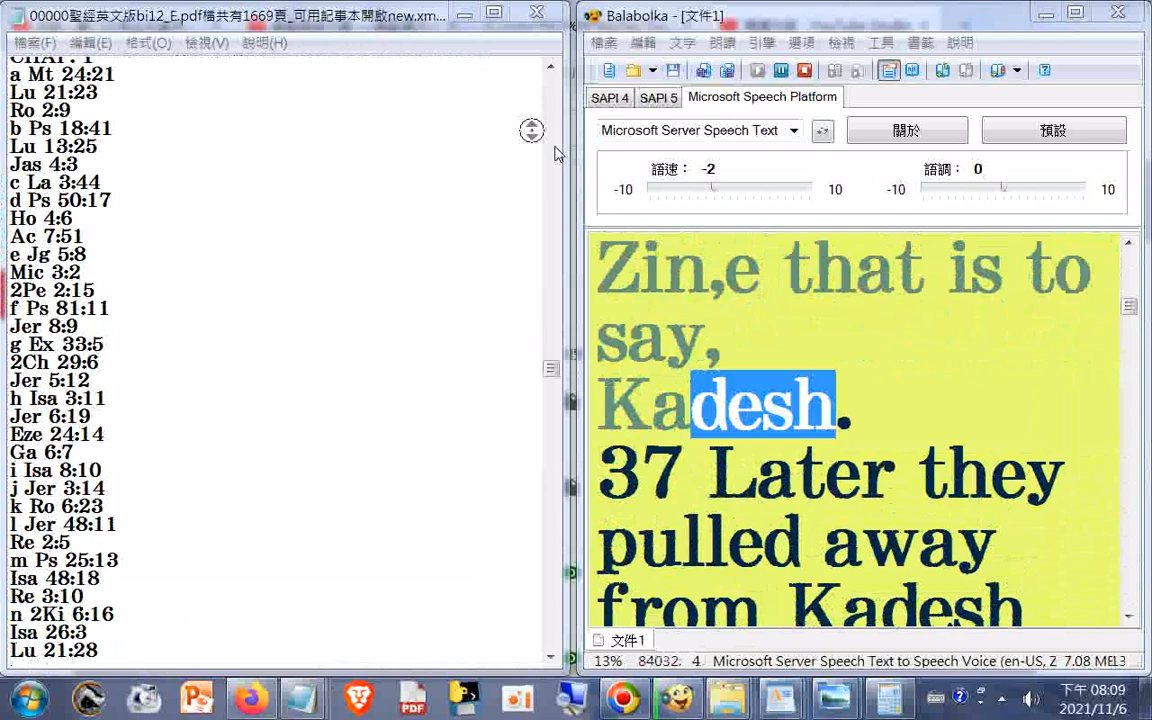 00000聖經英文版bi12_E.pdf檔共有1669頁_可用記事本開啟new.xm...
檔案(F) 編輯(E) 格式(O) 檢視(V) 說明(H)
CHAP. 1
a Mt 24:21
Lu 21:23
Ro 2:9
b Ps 18:41
Lu 13:25
Jas 4:3
c La 3:44
d Ps 50:17
Ho 4:6
Ac 7:51
e Jg 5:8
Mic 3:2
2Pe 2:15
f Ps 81:11
Jer 8:9
g Ex 33:5
2Ch 29:6
Jer 5:12
h Isa 3:11
Jer 6:19
Eze 24:14
Ga 6:7
i Isa 8:10
j Jer 3:14
k Ro 6:23
l Jer 48:11
Re 2:5
m Ps 25:13
Isa 48:18
Re 3:10
n 2Ki 6:16
Isa 26:3
Lu 21:28
Balabolka - [文件1]
檔案 編輯 文字 朗讀 引擎 選項 檢視 工具 書籤 說明
SAPI 4 SAPI 5 Microsoft Speech Platform
Microsoft Server Speech Text 關於 預設
語速： -2 語調： 0
-10 10 -10 10
Zin,e that is to
say,
Kadesh.
37 Later they
pulled away
from Kadesh
文件1
13% 84032: 4 Microsoft Server Speech Text to Speech Voice (en-US, Z 7.08 МБ13
下午 08:09
2021/11/6